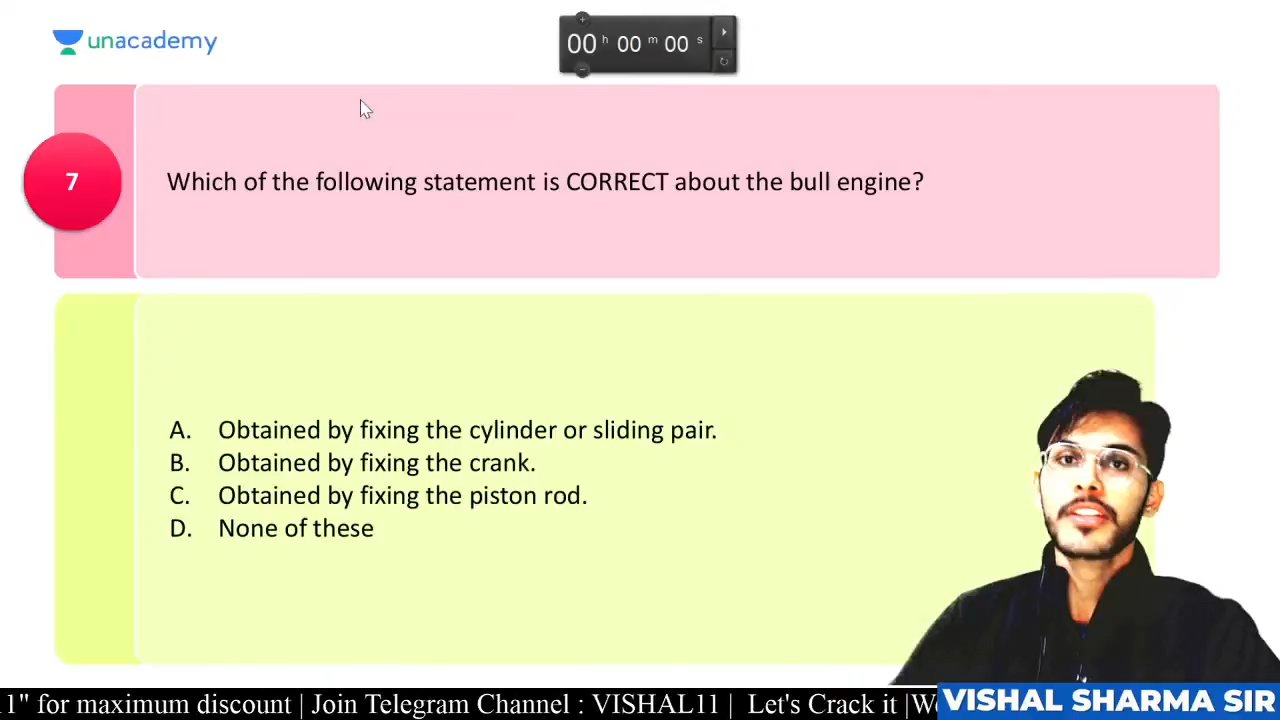 unacademy
00 h 00 m 00 s
7
Which of the following statement is CORRECT about the bull engine?
A. Obtained by fixing the cylinder or sliding pair.
B. Obtained by fixing the crank.
C. Obtained by fixing the piston rod.
D. None of these
1" for maximum discount | Join Telegram Channel : VISHAL11 | Let's Crack it |W
VISHAL SHARMA SIR